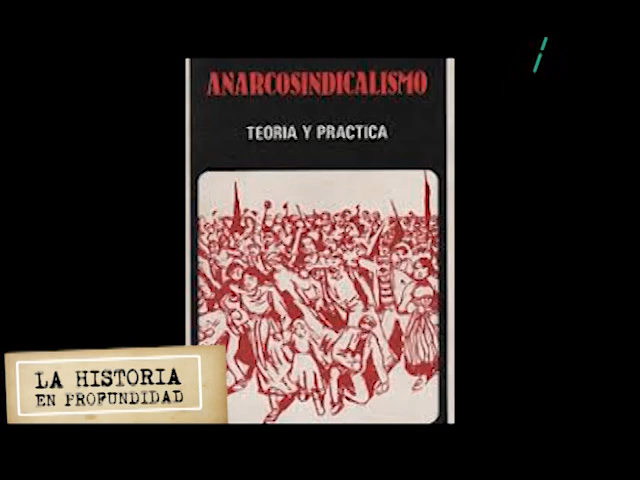 ANARCOSINDICALISMO
TEORIA Y PRACTICA
LA HISTORIA
EN PROFUNDIDAD